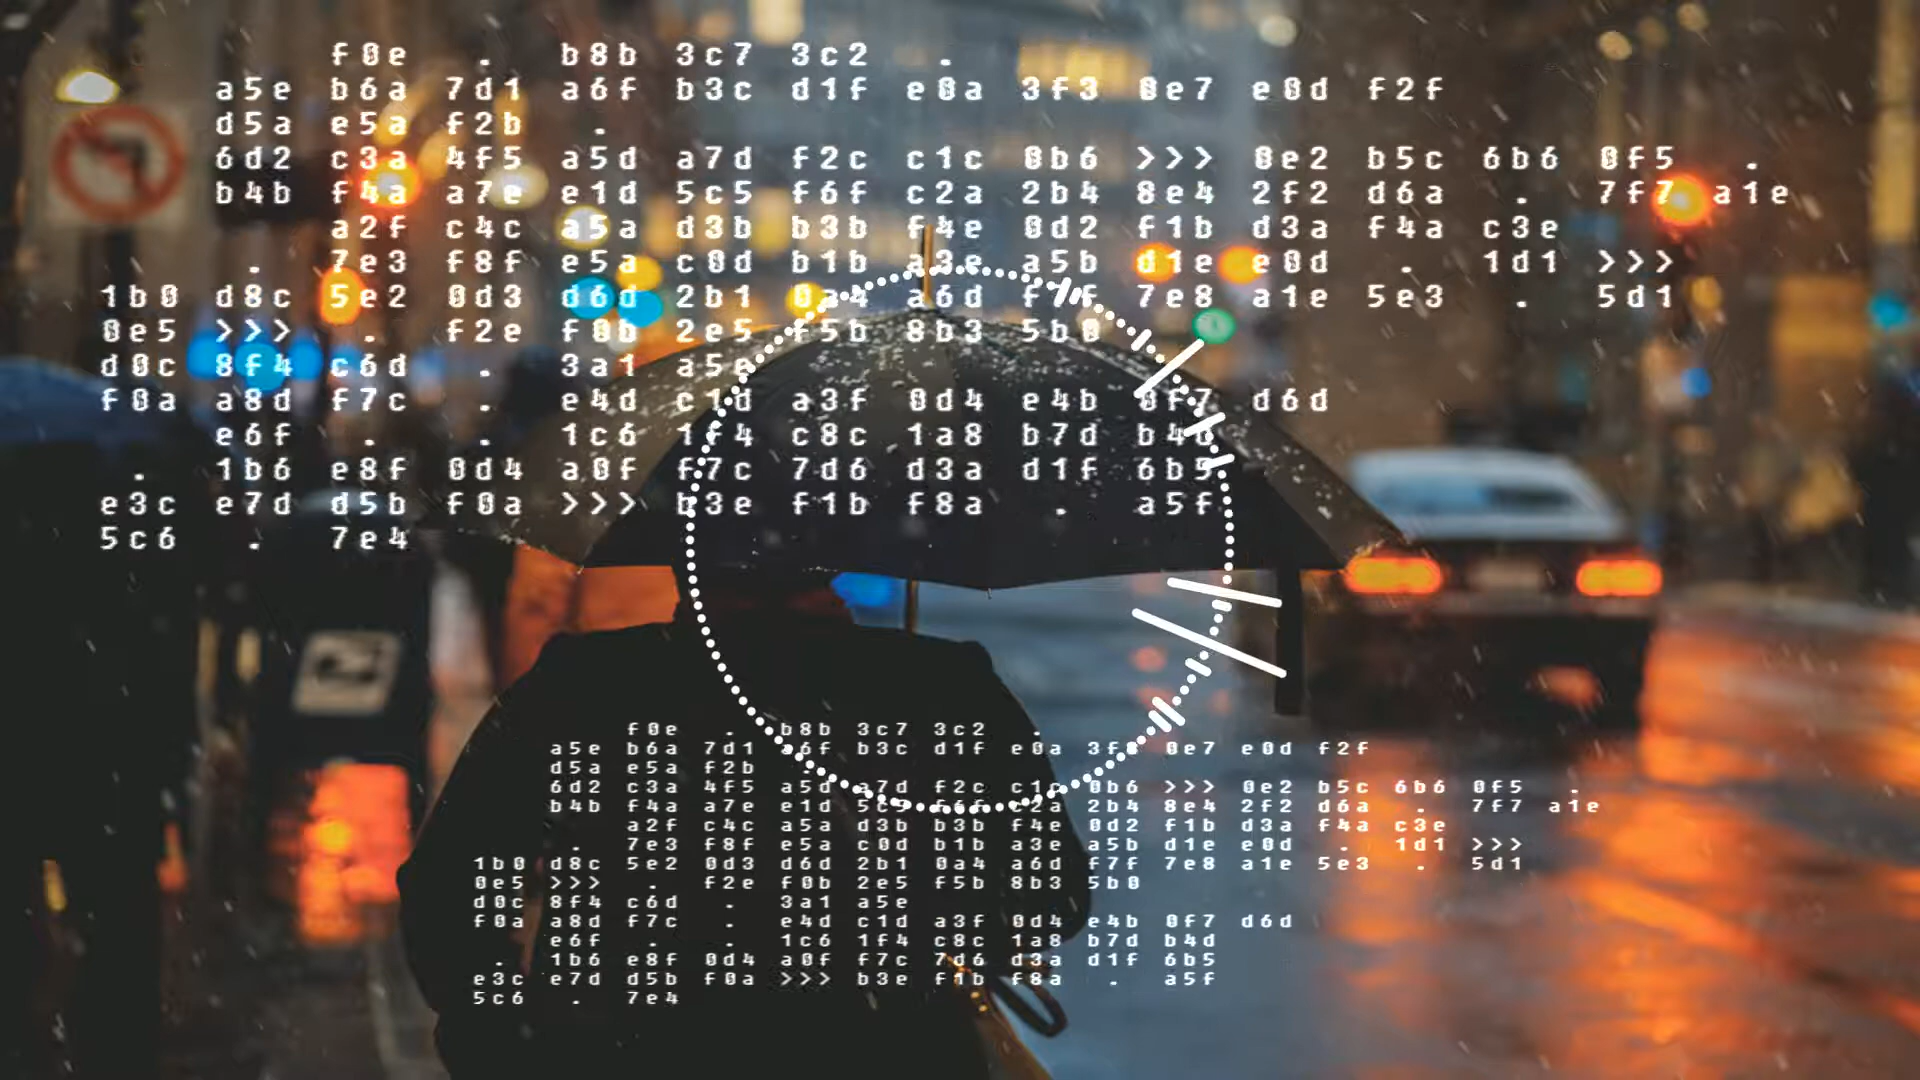 f0e . b8b 3c7 3c2 .
a5e b6a 7d1 a6f b3c d1f e0a 3f3 0e7 e0d f2f
d5a e5a f2b .
6d2 c3a 4f5 a5d a7d f2c c1c 0b6 >>> 0e2 b5c 6b6 0f5 .
b4b f4a a7e e1d 5c5 f6f c2a 2b4 8e4 2f2 d6a . 7f7 a1e
a2f c4c a5a d3b b3b f4e 0d2 f1b d3a f4a c3e
. 7e3 f8f e5a c0d b1b a3e a5b d1e e0d . 1d1 >>>
1b0 d8c 5e2 0d3 d6d 2b1 0a4 a6d f7f 7e8 a1e 5e3 . 5d1
0e5 >>> . f2e f0b 2e5 f5b 8b3 5b0
d0c 8f4 c6d . 3a1 a5e
f0a a8d f7c . e4d c1d a3f 0d4 e4b 0f7 d6d
e6f . . 1c6 1f4 c8c 1a8 b7d b4d
. 1b6 e8f 0d4 a0f f7c 7d6 d3a d1f 6b5
e3c e7d d5b f0a >>> b3e f1b f8a . a5f
5c6 . 7e4
f0e . b8b 3c7 3c2 .
a5e b6a 7d1 a6f b3c d1f e0a 3f3 0e7 e0d f2f
d5a e5a f2b .
6d2 c3a 4f5 a5d a7d f2c c1c 0b6 >>> 0e2 b5c 6b6 0f5 .
b4b f4a a7e e1d 5c5 f6f c2a 2b4 8e4 2f2 d6a . 7f7 a1e
a2f c4c a5a d3b b3b f4e 0d2 f1b d3a f4a c3e
. 7e3 f8f e5a c0d b1b a3e a5b d1e e0d . 1d1 >>>
1b0 d8c 5e2 0d3 d6d 2b1 0a4 a6d f7f 7e8 a1e 5e3 . 5d1
0e5 >>> . f2e f0b 2e5 f5b 8b3 5b0
d0c 8f4 c6d . 3a1 a5e
f0a a8d f7c . e4d c1d a3f 0d4 e4b 0f7 d6d
e6f . . 1c6 1f4 c8c 1a8 b7d b4d
. 1b6 e8f 0d4 a0f f7c 7d6 d3a d1f 6b5
e3c e7d d5b f0a >>> b3e f1b f8a . a5f
5c6 . 7e4